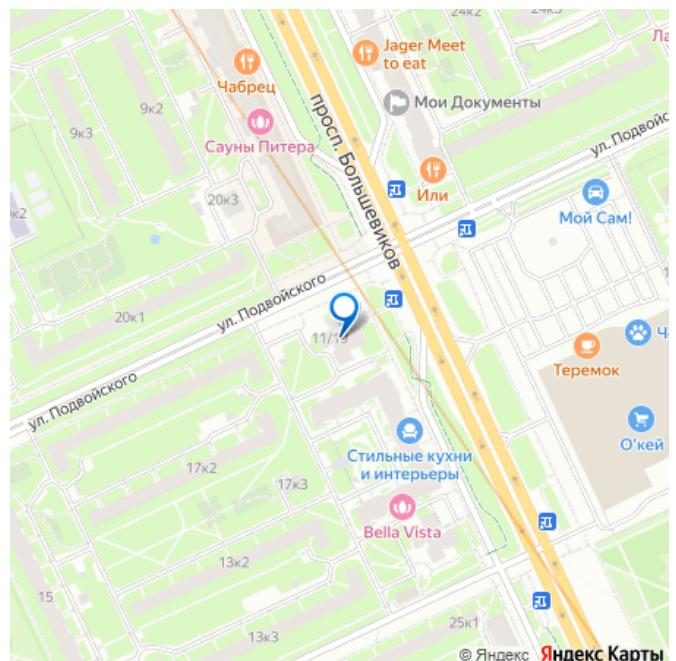 24к2
24к3
Jager Meet
to eat
Чабрец
9к2
Мои Документы
просп. Большевиков
9к3
Сауны Питера
ул. Подвойского
Или
20к3
Мой Сам!
ул. Подвойского
20к1
11/19
Теремок
ул. Подвойского
О'кей
Стильные кухни
и интерьеры
17к2
17к3
Bella Vista
13к2
15
25к1
13к3
© Яндекс Яндекс Карты